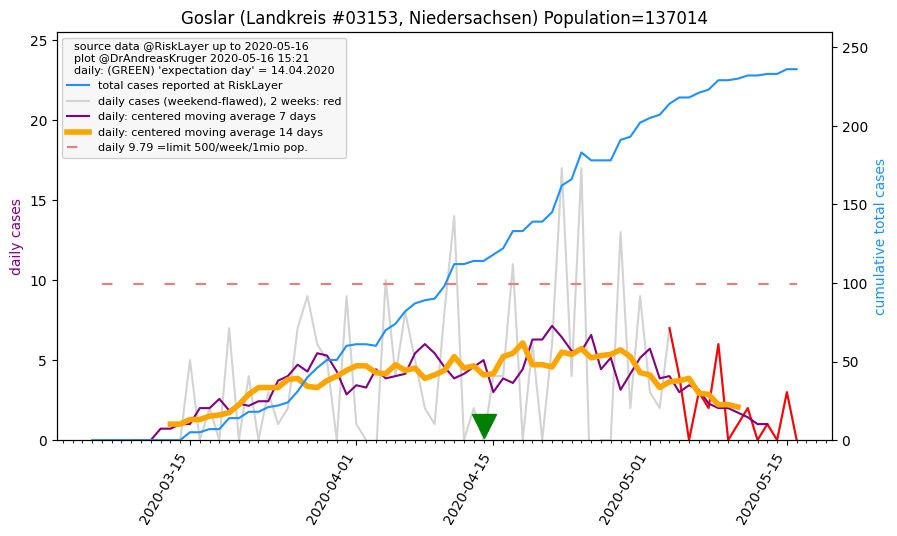 Goslar (Landkreis #03153, Niedersachsen) Population=137014
source data @RiskLayer up to 2020-05-16
plot @DrAndreasKruger 2020-05-16 15:21
daily: (GREEN) 'expectation day' = 14.04.2020
total cases reported at RiskLayer
daily cases (weekend-flawed), 2 weeks: red
daily: centered moving average 7 days
daily: centered moving average 14 days
daily 9.79 =limit 500/week/1mio pop.
daily cases
25
20
15
10
5
0
250
200
150
100
50
0
cumulative total cases
2020-03-15
2020-04-01
2020-04-15
2020-05-01
2020-05-15